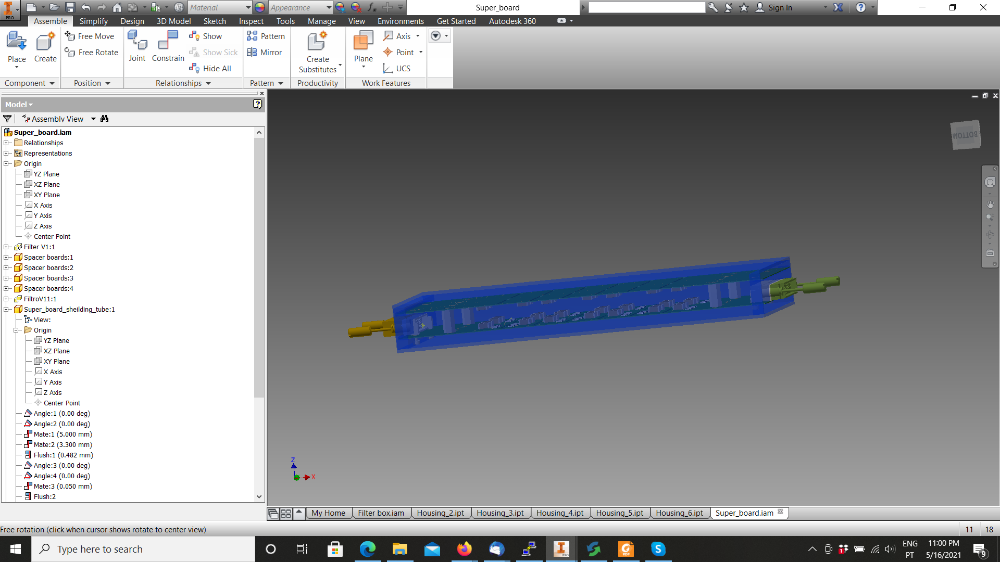 Material
Appearance
Super_board
Sign In
PRO
Assemble Simplify Design 3D Model Sketch Inspect Tools Manage View Environments Get Started Autodesk 360
Place
Create
Free Move
Free Rotate
Joint
Constrain
Show
Show Sick
Hide All
Pattern
Mirror
Create
Substitutes
Plane
Axis
Point
UCS
Component Position Relationships Pattern Productivity Work Features
Model
Assembly View
Super_board.iam
Relationships
Representations
Origin
YZ Plane
XZ Plane
XY Plane
X Axis
Y Axis
Z Axis
Center Point
Filter V1:1
Spacer boards:1
Spacer boards:2
Spacer boards:3
Spacer boards:4
FiltroV11:1
Super_board_sheilding_tube:1
View:
Origin
YZ Plane
XZ Plane
XY Plane
X Axis
Y Axis
Z Axis
Center Point
Angle:1 (0.00 deg)
Angle:2 (0.00 deg)
Mate:1 (5.000 mm)
Mate:2 (3.300 mm)
Flush:1 (0.482 mm)
Angle:3 (0.00 deg)
Angle:4 (0.00 deg)
Mate:3 (0.050 mm)
Flush:2
BOTTOM
Z
X
My Home Filter box.iam Housing_2.ipt Housing_3.ipt Housing_4.ipt Housing_5.ipt Housing_6.ipt Super_board.iam
Free rotation (click when cursor shows rotate to center view)
11 18
Type here to search
PRO
PDF
1
ENG
PT
11:00 PM
5/16/2021
9